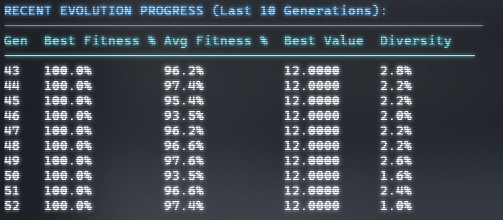 RECENT EVOLUTION PROGRESS (Last 10 Generations):
Gen Best Fitness % Avg Fitness % Best Value Diversity
43 100.0% 96.2% 12.0000 2.8%
44 100.0% 97.4% 12.0000 2.2%
45 100.0% 95.4% 12.0000 2.2%
46 100.0% 93.5% 12.0000 2.0%
47 100.0% 96.2% 12.0000 2.2%
48 100.0% 96.6% 12.0000 2.2%
49 100.0% 97.6% 12.0000 2.6%
50 100.0% 93.5% 12.0000 1.6%
51 100.0% 96.6% 12.0000 2.4%
52 100.0% 97.4% 12.0000 1.0%